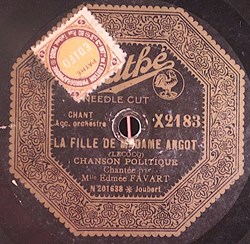 Pathé
NEEDLE CUT
CHANT
Acc. orchestre
X2183
LA FILLE DE MADAME ANGOT
(LECOCQ)
CHANSON POLITIQUE
Chantée par
Mlle Edmée FAVART
N 201638 Joubert.